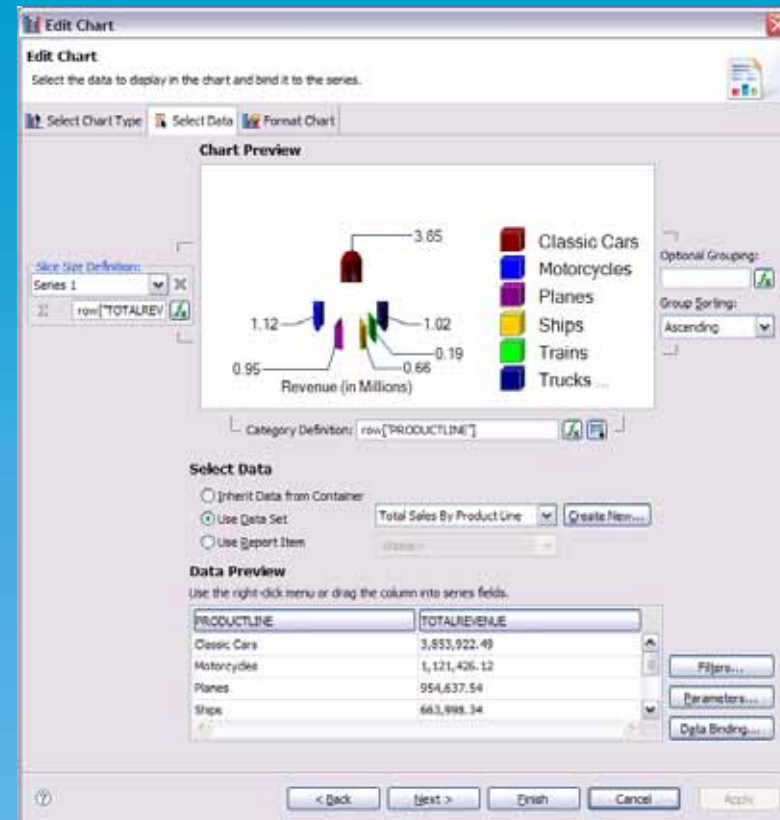 Edit Chart
Edit Chart
Select the data to display in the chart and bind it to the series.
Select Chart Type Select Data Format Chart
Chart Preview
3.85
1.12
1.02
0.95
0.19
0.66
Revenue (in Millions)
Classic Cars
Motorcycles
Planes
Ships
Trains
Trucks ...
Slice Size Definition:
Series 1
Σ row["TOTALREV
Optional Grouping:
Group Sorting:
Ascending
Category Definition: row["PRODUCTLINE"]
Select Data
Inherit Data from Container
Use Data Set Total Sales By Product Line Create New...
Use Report Item
Data Preview
Use the right-click menu or drag the column into series fields.
PRODUCTLINE TOTALREVENUE
Classic Cars 3,853,922.49
Motorcycles 1,121,426.12
Planes 954,637.54
Ships 663,998.34
Filters...
Parameters...
Data Binding...
< Back Next > Finish Cancel Apply